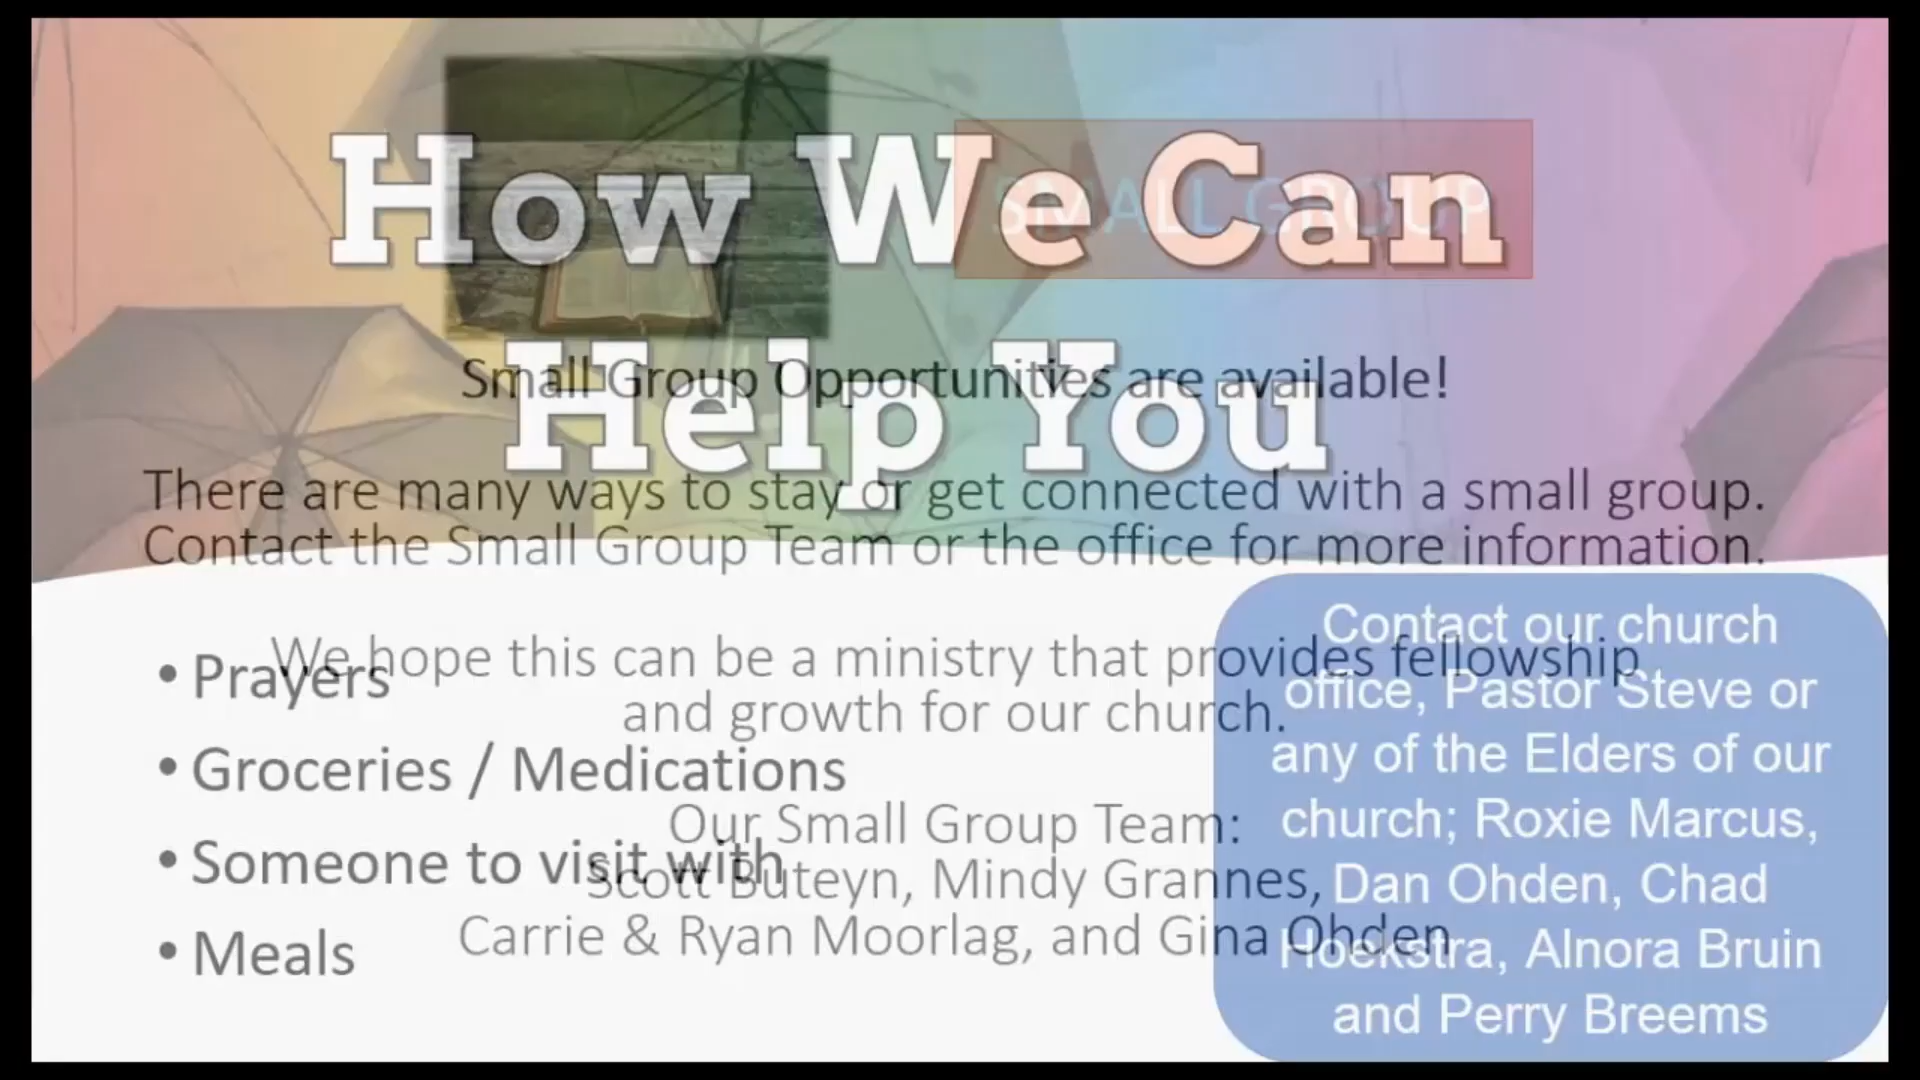 How We Can
Help You
• Prayers
• Groceries / Medications
• Someone to visit with
• Meals
Contact our church
office, Pastor Steve or
any of the Elders of our
church; Roxie Marcus,
Dan Ohden, Chad
Hoekstra, Alnora Bruin
and Perry Breems
SMALL GROUP
Small Group Opportunities are available!
There are many ways to stay or get connected with a small group.
Contact the Small Group Team or the office for more information.
We hope this can be a ministry that provides fellowship
and growth for our church.
Our Small Group Team:
Scott Buteyn, Mindy Grannes,
Carrie & Ryan Moorlag, and Gina Ohden